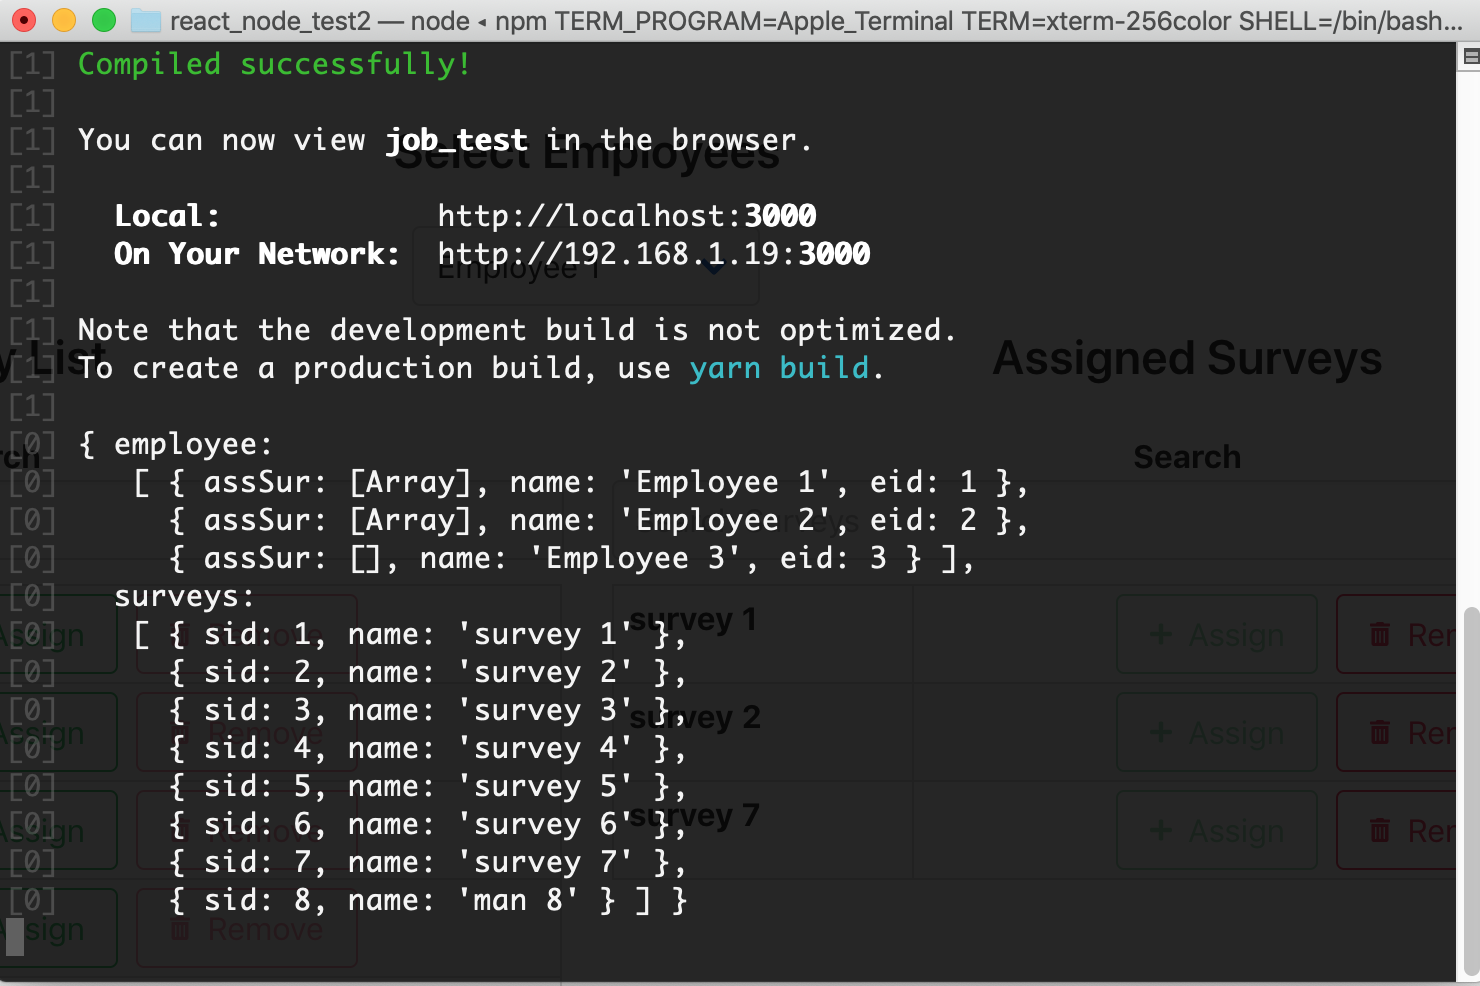 react_node_test2 — node ◂ npm TERM_PROGRAM=Apple_Terminal TERM=xterm-256color SHELL=/bin/bash...
[1] Compiled successfully!
[1]
[1] You can now view job_test in the browser.
Select Employees
[1]
[1]   Local:            http://localhost:3000
[1]   On Your Network:  http://192.168.1.19:3000
Employee 1
[1]
[1] Note that the development build is not optimized.
y List
Assigned Surveys
[1] To create a production build, use yarn build.
[1]
[0] { employee:
rch
Search
[0]    [ { assSur: [Array], name: 'Employee 1', eid: 1 },
[0]      { assSur: [Array], name: 'Employee 2', eid: 2 },
[0]      { assSur: [], name: 'Employee 3', eid: 3 } ],
[0]   surveys:
[0]    [ { sid: 1, name: 'survey 1' },
Assign Remove survey 1 Assign Rem
[0]      { sid: 2, name: 'survey 2' },
[0]      { sid: 3, name: 'survey 3' },
Assign Remove survey 2 Assign Rem
[0]      { sid: 4, name: 'survey 4' },
[0]      { sid: 5, name: 'survey 5' },
[0]      { sid: 6, name: 'survey 6' },
Assign Remove survey 7 Assign Rem
[0]      { sid: 7, name: 'survey 7' },
[0]      { sid: 8, name: 'man 8' } ] }
Assign Remove